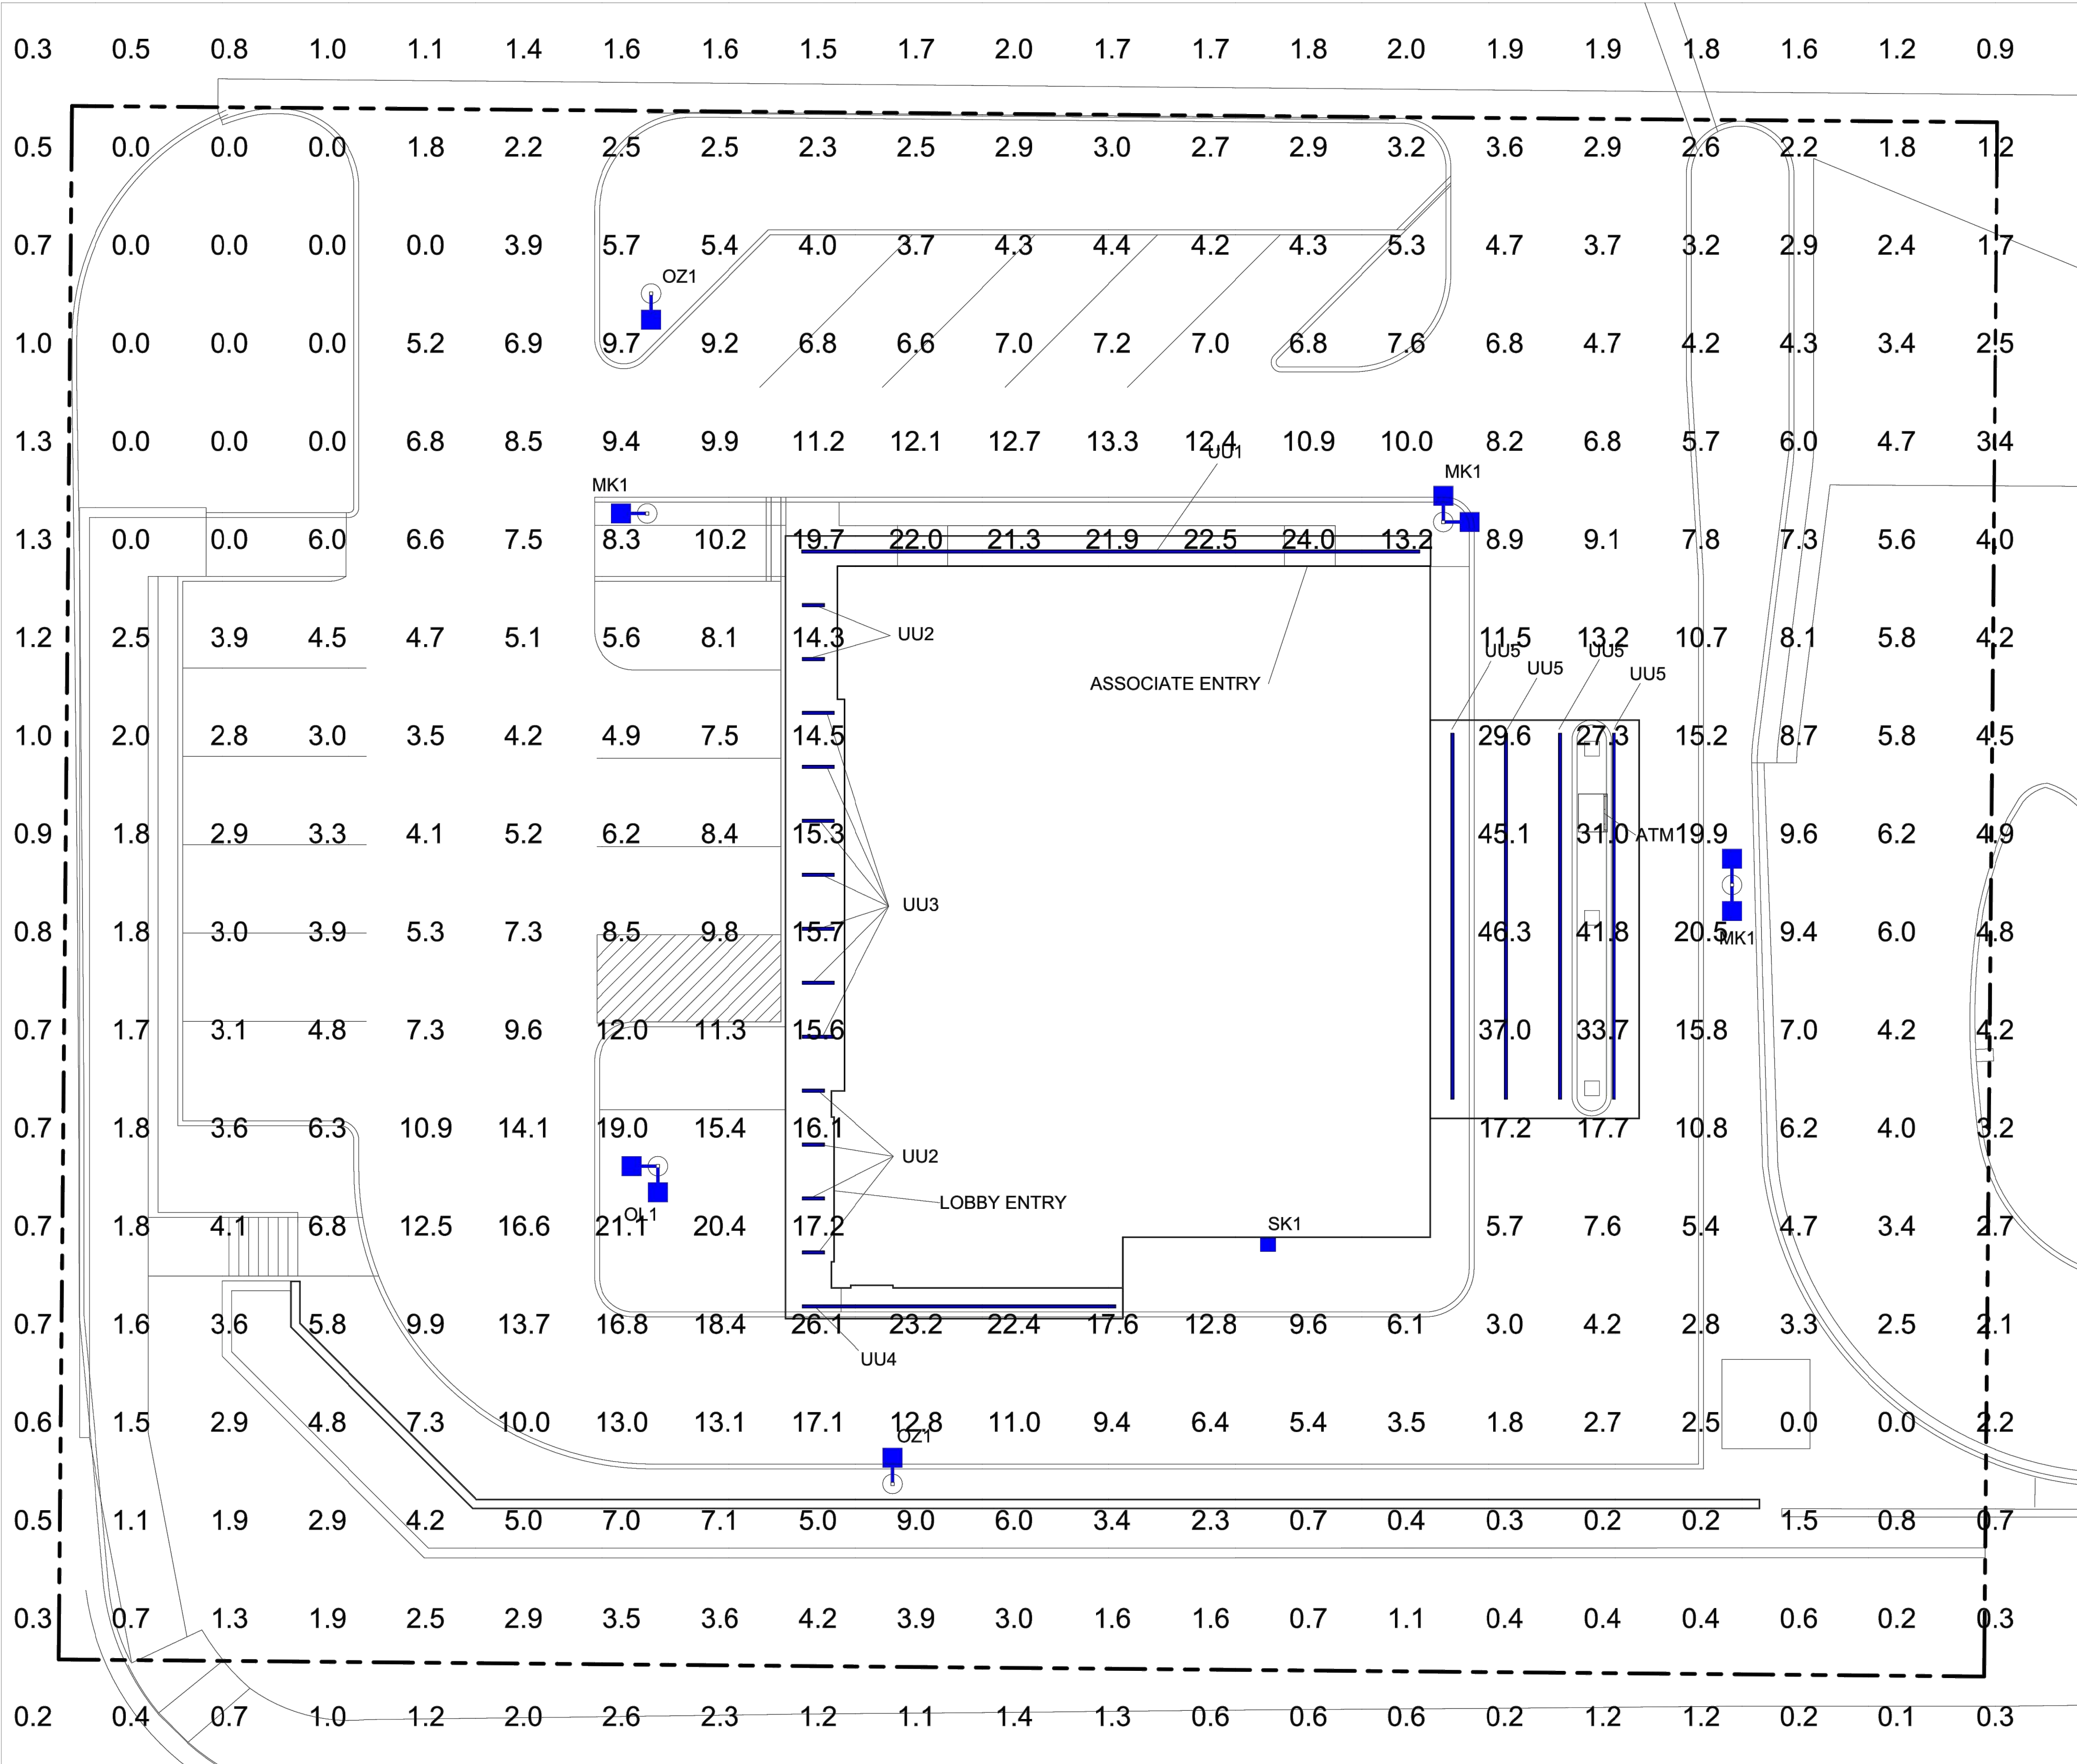 0.3 0.5 0.8 1.0 1.1 1.4 1.6 1.6 1.5 1.7 2.0 1.7 1.7 1.8 2.0 1.9 1.9 1.8 1.6 1.2 0.9
0.5 0.0 0.0 0.0 1.8 2.2 2.5 2.5 2.3 2.5 2.9 3.0 2.7 2.9 3.2 3.6 2.9 2.6 2.2 1.8 1.2
0.7 0.0 0.0 0.0 0.0 3.9 5.7 5.4 4.0 3.7 4.3 4.4 4.2 4.3 5.3 4.7 3.7 3.2 2.9 2.4 1.7
OZ1
1.0 0.0 0.0 0.0 5.2 6.9 9.7 9.2 6.8 6.6 7.0 7.2 7.0 6.8 7.6 6.8 4.7 4.2 4.3 3.4 2.5
1.3 0.0 0.0 0.0 6.8 8.5 9.4 9.9 11.2 12.1 12.7 13.3 12.4 10.9 10.0 8.2 6.8 5.7 6.0 4.7 3.4
UU1
MK1 MK1
1.3 0.0 0.0 6.0 6.6 7.5 8.3 10.2 19.7 22.0 21.3 21.9 22.5 24.0 13.2 8.9 9.1 7.8 7.3 5.6 4.0
1.2 2.5 3.9 4.5 4.7 5.1 5.6 8.1 14.3 UU2 11.5 13.2 10.7 8.1 5.8 4.2
UU5 UU5
UU5 UU5
ASSOCIATE ENTRY
1.0 2.0 2.8 3.0 3.5 4.2 4.9 7.5 14.5 29.6 27.3 15.2 8.7 5.8 4.5
0.9 1.8 2.9 3.3 4.1 5.2 6.2 8.4 15.3 45.1 31.0 ATM 19.9 9.6 6.2 4.9
UU3
0.8 1.8 3.0 3.9 5.3 7.3 8.5 9.8 15.7 46.3 41.8 20.5 9.4 6.0 4.8
MK1
0.7 1.7 3.1 4.8 7.3 9.6 12.0 11.3 15.6 37.0 33.7 15.8 7.0 4.2 4.2
0.7 1.8 3.6 6.3 10.9 14.1 19.0 15.4 16.1 17.2 17.7 10.8 6.2 4.0 3.2
UU2
LOBBY ENTRY
OL1
SK1
0.7 1.8 4.1 6.8 12.5 16.6 21.1 20.4 17.2 5.7 7.6 5.4 4.7 3.4 2.7
0.7 1.6 3.6 5.8 9.9 13.7 16.8 18.4 26.1 23.2 22.4 17.6 12.8 9.6 6.1 3.0 4.2 2.8 3.3 2.5 2.1
UU4
0.6 1.5 2.9 4.8 7.3 10.0 13.0 13.1 17.1 12.8 11.0 9.4 6.4 5.4 3.5 1.8 2.7 2.5 0.0 0.0 2.2
OZ1
0.5 1.1 1.9 2.9 4.2 5.0 7.0 7.1 5.0 9.0 6.0 3.4 2.3 0.7 0.4 0.3 0.2 0.2 1.5 0.8 0.7
0.3 0.7 1.3 1.9 2.5 2.9 3.5 3.6 4.2 3.9 3.0 1.6 1.6 0.7 1.1 0.4 0.4 0.4 0.6 0.2 0.3
0.2 0.4 0.7 1.0 1.2 2.0 2.6 2.3 1.2 1.1 1.4 1.3 0.6 0.6 0.6 0.2 1.2 1.2 0.2 0.1 0.3